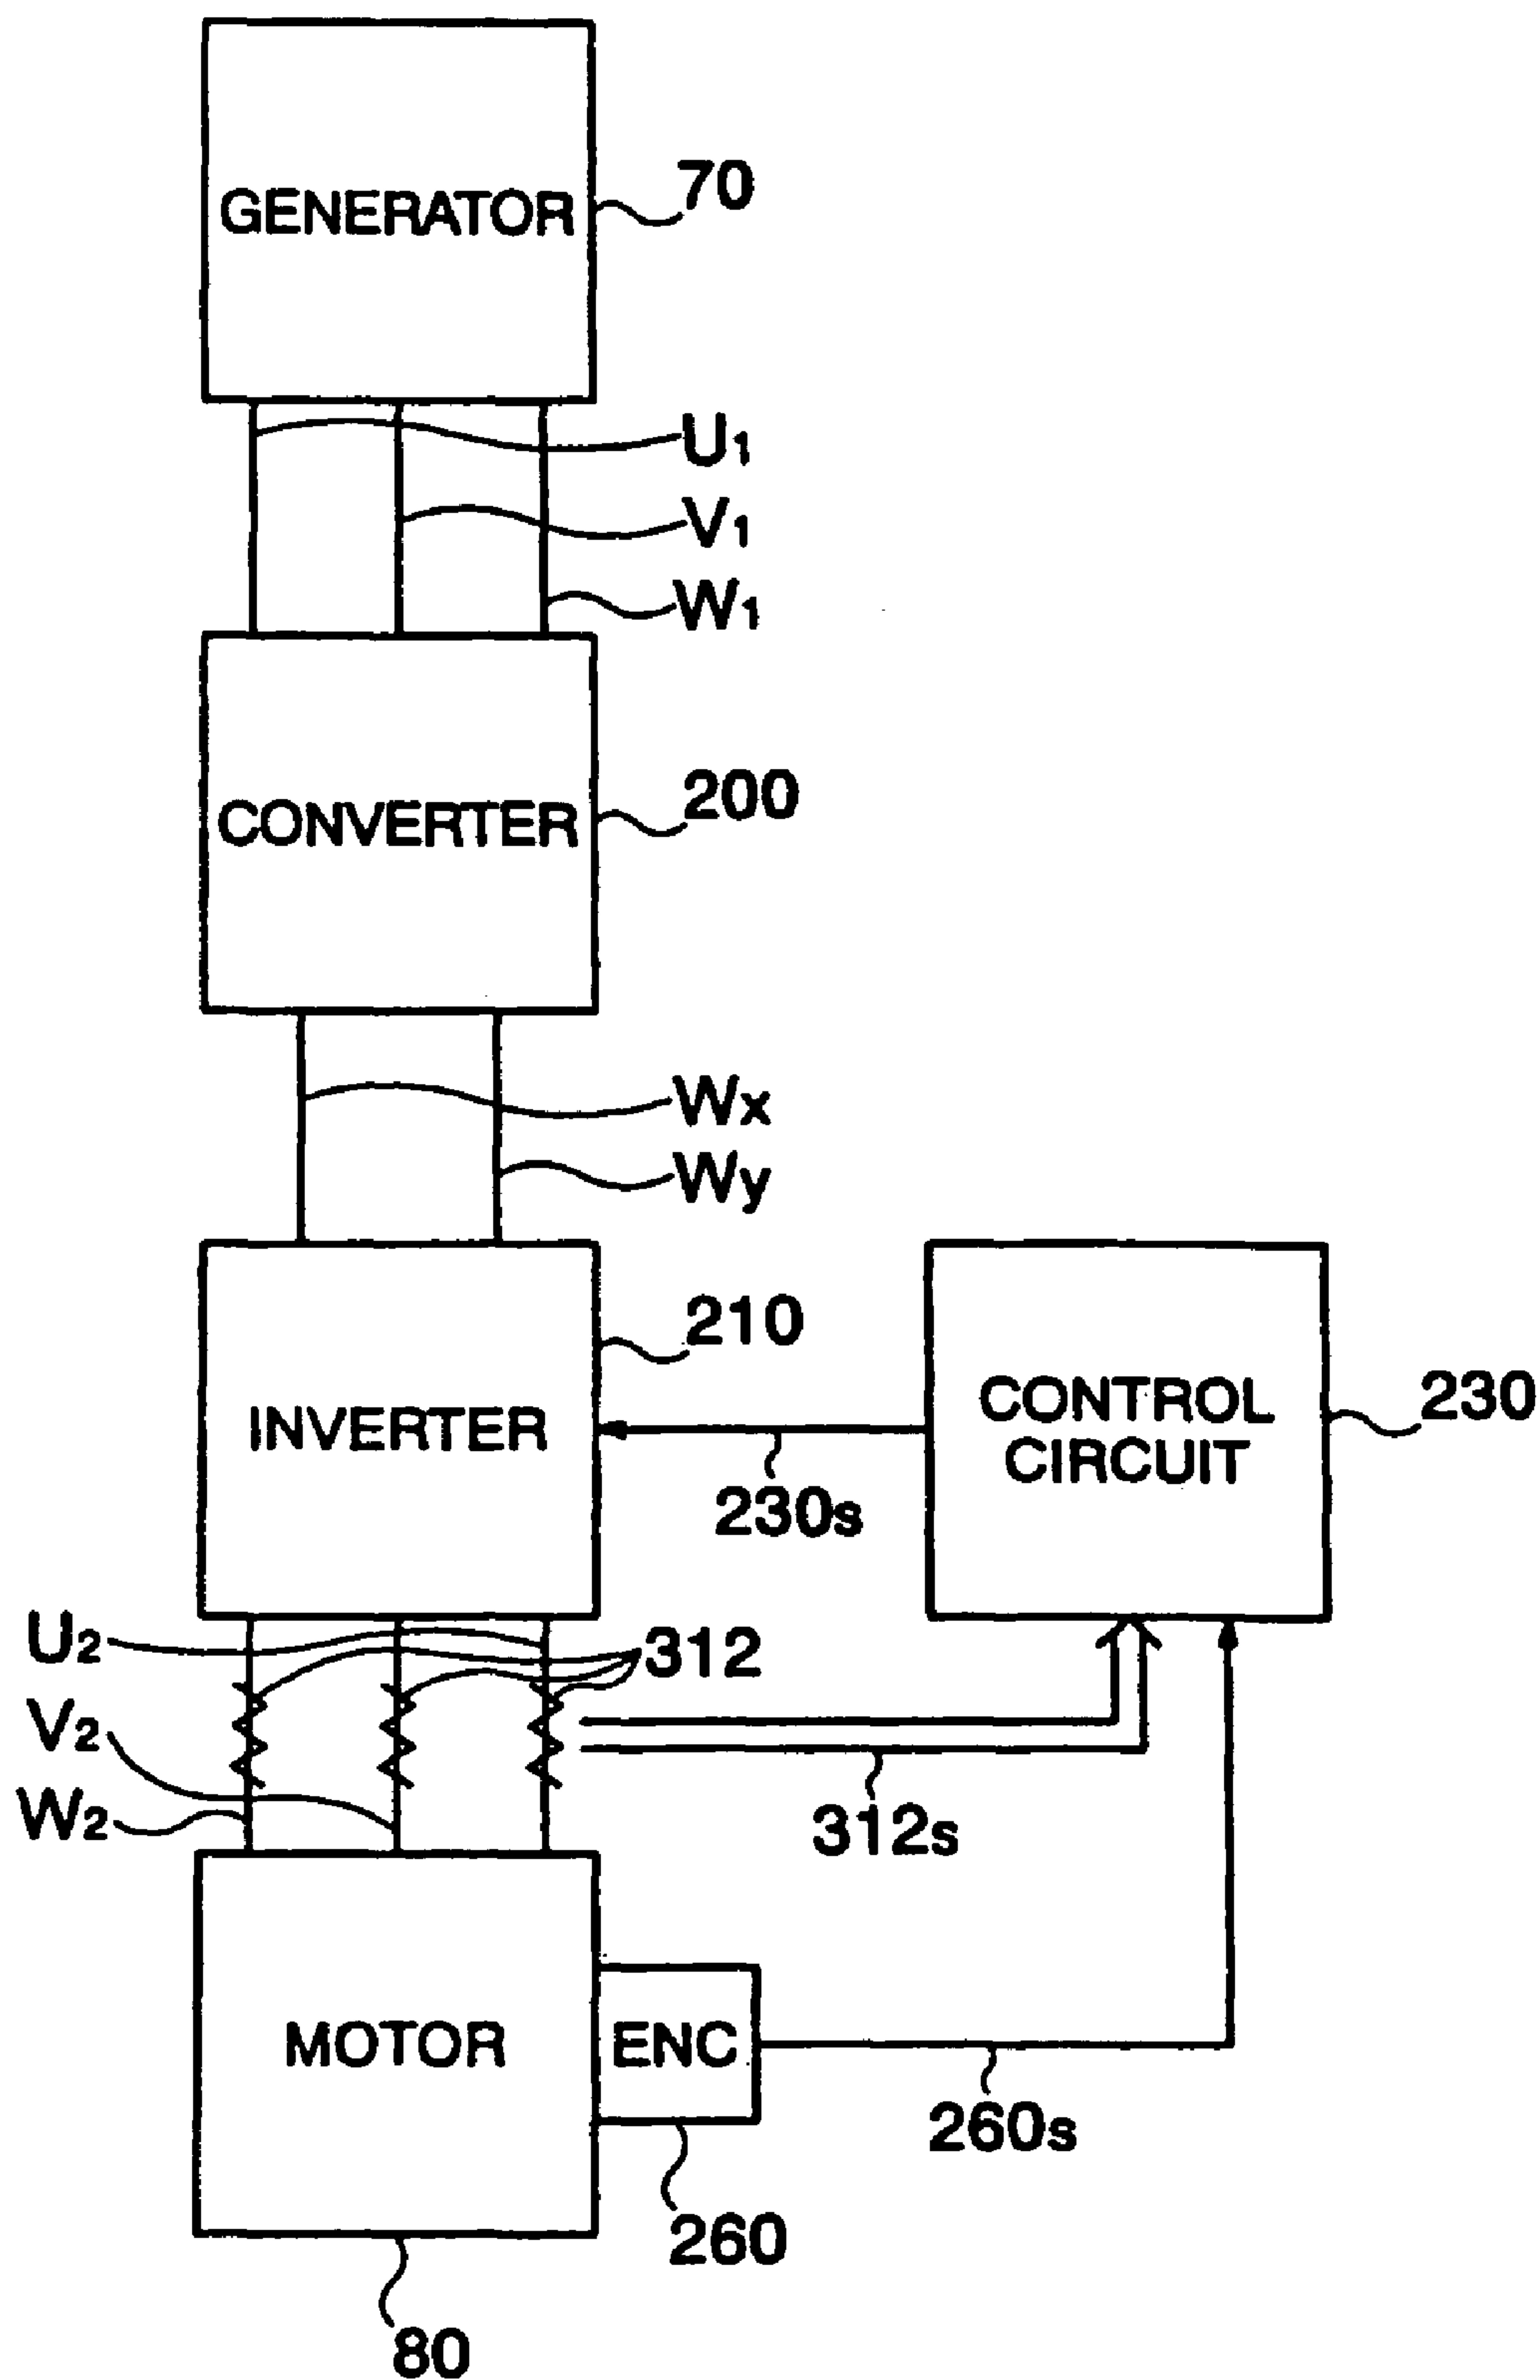 GENERATOR
70
U1
V1
W1
CONVERTER
200
Wx
Wy
INVERTER
210
CONTROL
CIRCUIT
230
230s
U2
312
V2
W2
312s
MOTOR
ENC
260s
260
80